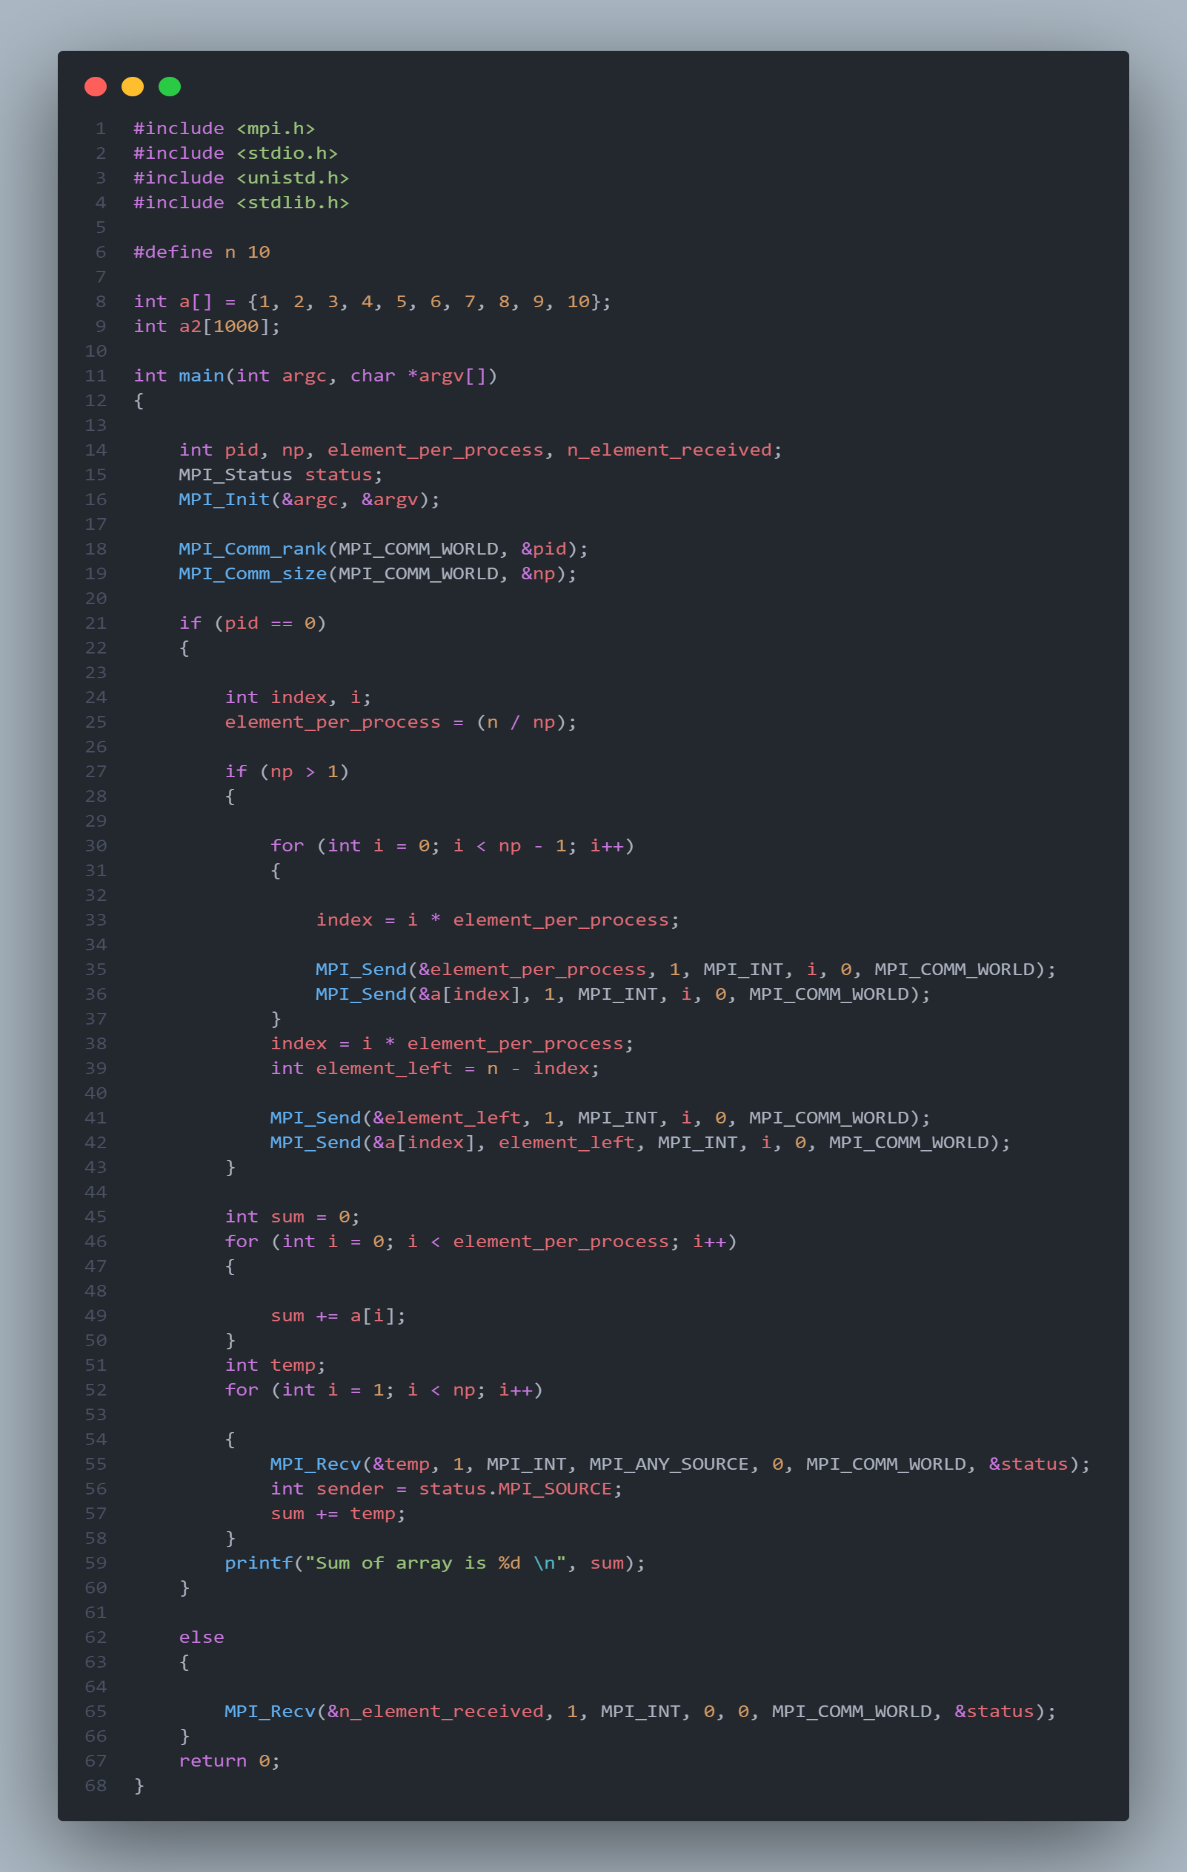 1 #include <mpi.h>
2 #include <stdio.h>
3 #include <unistd.h>
4 #include <stdlib.h>
5
6 #define n 10
7
8 int a[] = {1, 2, 3, 4, 5, 6, 7, 8, 9, 10};
9 int a2[1000];
10
11 int main(int argc, char *argv[])
12 {
13
14     int pid, np, element_per_process, n_element_received;
15     MPI_Status status;
16     MPI_Init(&argc, &argv);
17
18     MPI_Comm_rank(MPI_COMM_WORLD, &pid);
19     MPI_Comm_size(MPI_COMM_WORLD, &np);
20
21     if (pid == 0)
22     {
23
24         int index, i;
25         element_per_process = (n / np);
26
27         if (np > 1)
28         {
29
30             for (int i = 0; i < np - 1; i++)
31             {
32
33                 index = i * element_per_process;
34
35                 MPI_Send(&element_per_process, 1, MPI_INT, i, 0, MPI_COMM_WORLD);
36                 MPI_Send(&a[index], 1, MPI_INT, i, 0, MPI_COMM_WORLD);
37             }
38             index = i * element_per_process;
39             int element_left = n - index;
40
41             MPI_Send(&element_left, 1, MPI_INT, i, 0, MPI_COMM_WORLD);
42             MPI_Send(&a[index], element_left, MPI_INT, i, 0, MPI_COMM_WORLD);
43         }
44
45         int sum = 0;
46         for (int i = 0; i < element_per_process; i++)
47         {
48
49             sum += a[i];
50         }
51         int temp;
52         for (int i = 1; i < np; i++)
53
54         {
55             MPI_Recv(&temp, 1, MPI_INT, MPI_ANY_SOURCE, 0, MPI_COMM_WORLD, &status);
56             int sender = status.MPI_SOURCE;
57             sum += temp;
58         }
59         printf("Sum of array is %d \n", sum);
60     }
61
62     else
63     {
64
65         MPI_Recv(&n_element_received, 1, MPI_INT, 0, 0, MPI_COMM_WORLD, &status);
66     }
67     return 0;
68 }